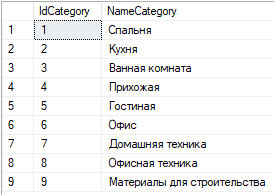 IdCategory NameCategory
1 1 Спальня
2 2 Кухня
3 3 Ванная комната
4 4 Прихожая
5 5 Гостиная
6 6 Офис
7 7 Домашняя техника
8 8 Офисная техника
9 9 Материалы для строительства